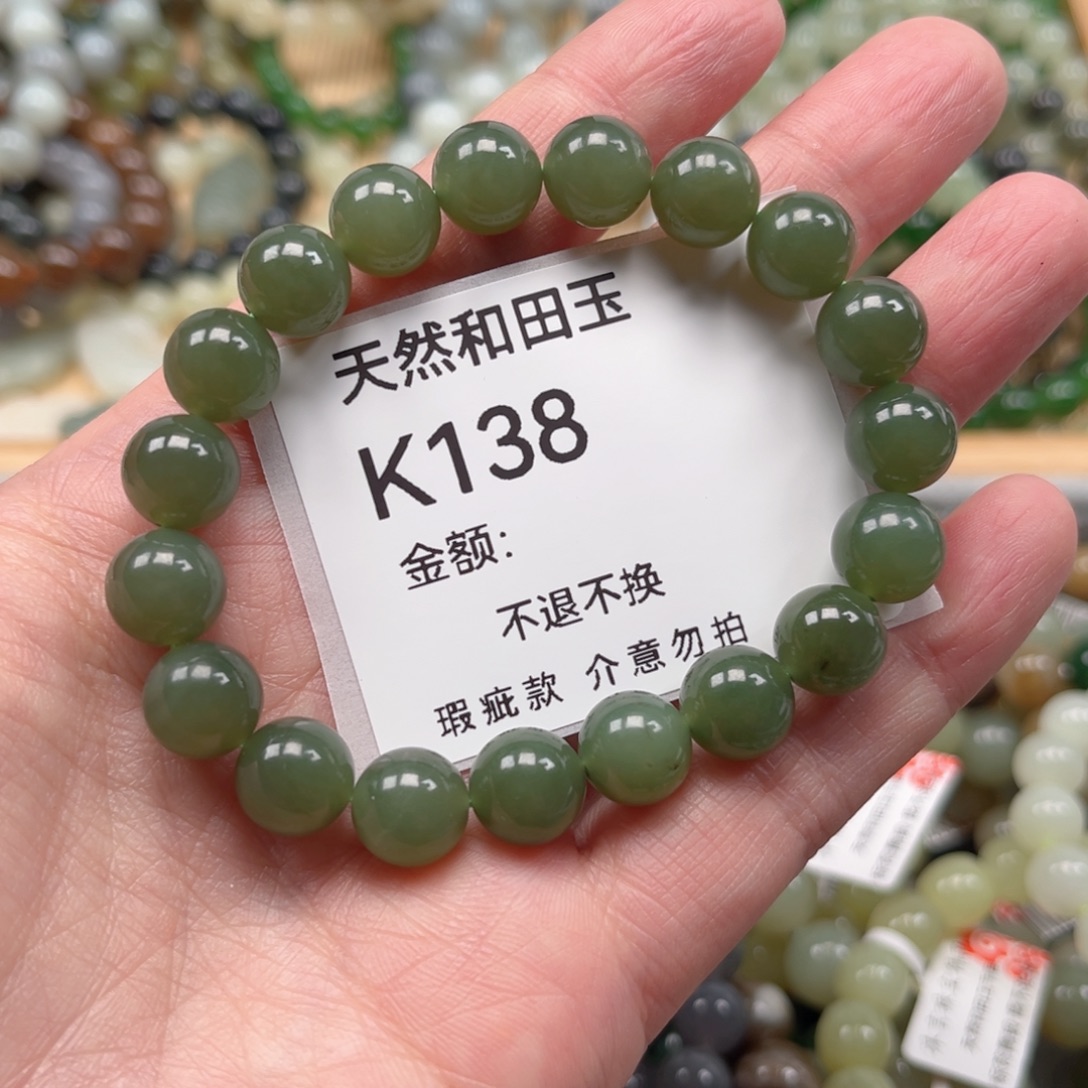 天然和田玉
K138
金额:
不退不换
瑕疵款 介意勿拍